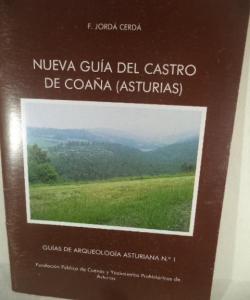 F. JORDÁ CERDÁ
NUEVA GUÍA DEL CASTRO
DE COAÑA (ASTURIAS)
GUÍAS DE ARQUEOLOGÍA ASTURIANA N.º 1
Fundación Pública de Cuevas y Yacimientos Prehistóricos de
Asturias